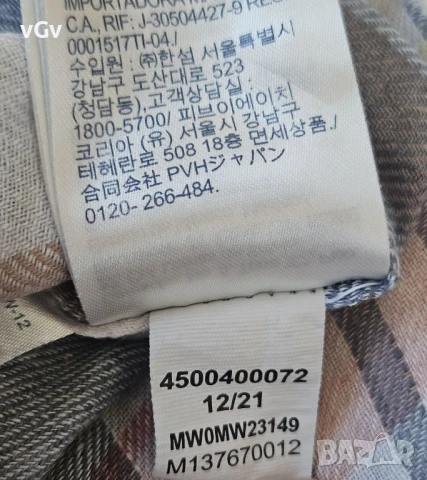 vGv
IMPORTADORA
C.A., RIF: J-30504427-9
0001517TI-04./
수입원 : ㈜한섬 서울특별시
강남구 도산대로 523
(청담동),고객상담실 :
1800-5700/ 피브이에이치
코리아 (유) 서울시 강남구
테헤란로 508 18층 면세상품./
合同会社 PVHジャパン
0120- 266-484.
4500400072
12/21
MW0MW23149
M137670012
BAZAR